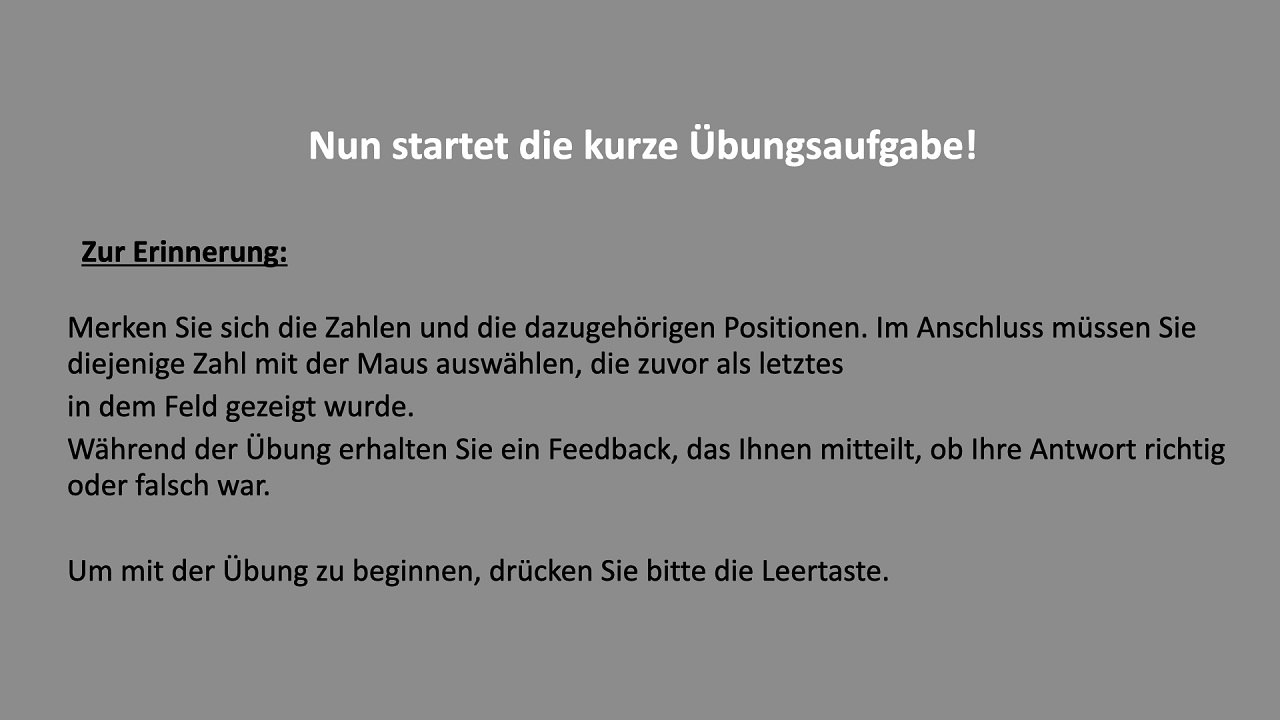 Nun startet die kurze Übungsaufgabe!
Zur Erinnerung:
Merken Sie sich die Zahlen und die dazugehörigen Positionen. Im Anschluss müssen Sie
diejenige Zahl mit der Maus auswählen, die zuvor als letztes
in dem Feld gezeigt wurde.
Während der Übung erhalten Sie ein Feedback, das Ihnen mitteilt, ob Ihre Antwort richtig
oder falsch war.
Um mit der Übung zu beginnen, drücken Sie bitte die Leertaste.